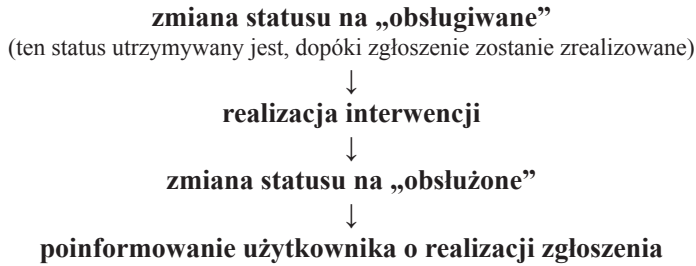 zmiana statusu na „obsługiwane”
(ten status utrzymywany jest, dopóki zgłoszenie zostanie zrealizowane)
↓
realizacja interwencji
↓
zmiana statusu na „obsłużone”
↓
poinformowanie użytkownika o realizacji zgłoszenia